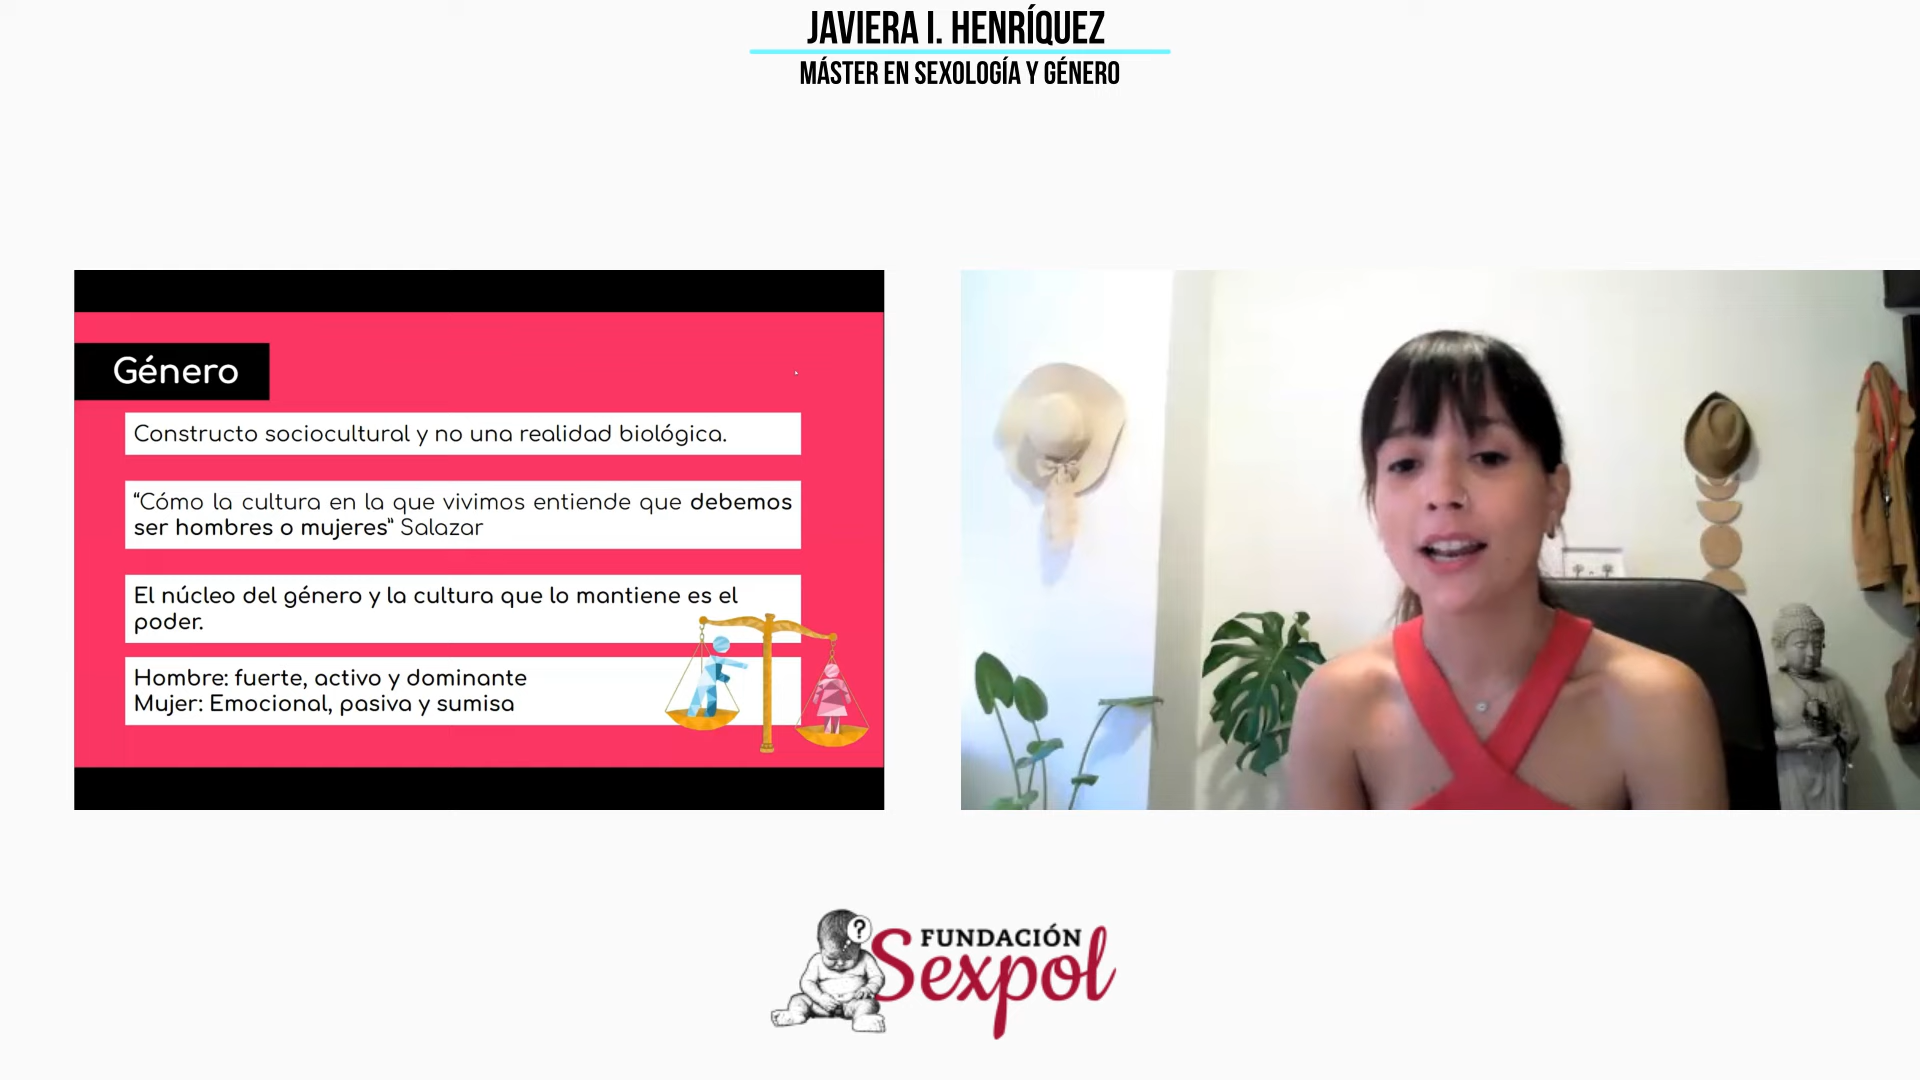 JAVIERA I. HENRÍQUEZ
MÁSTER EN SEXOLOGÍA Y GÉNERO
Género
Constructo sociocultural y no una realidad biológica.
“Cómo la cultura en la que vivimos entiende que debemos
ser hombres o mujeres” Salazar
El núcleo del género y la cultura que lo mantiene es el
poder.
Hombre: fuerte, activo y dominante
Mujer: Emocional, pasiva y sumisa
?
FUNDACIÓN
Sexpol